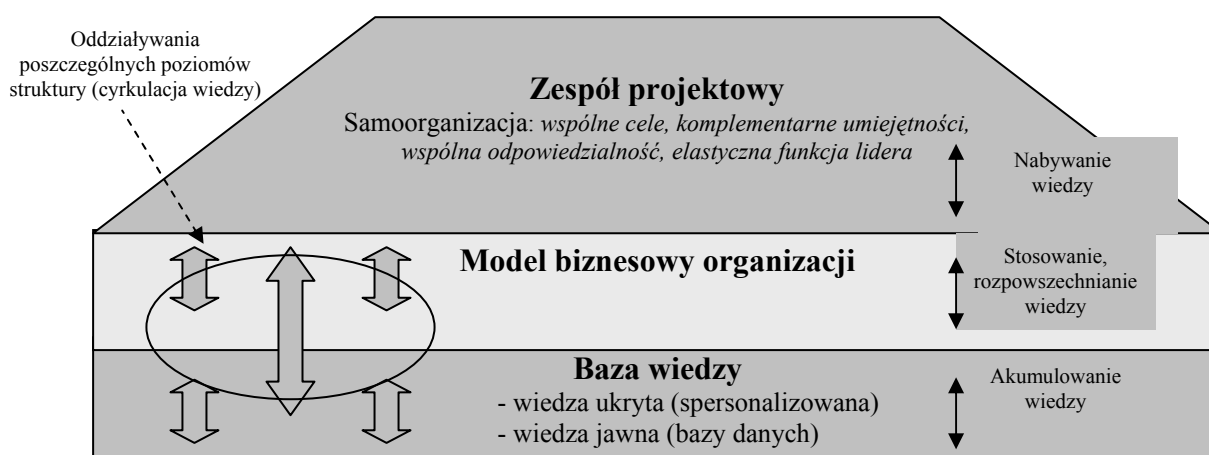 Oddziaływania
poszczególnych poziomów
struktury (cyrkulacja wiedzy)
Zespół projektowy
Samoorganizacja: wspólne cele, komplementarne umiejętności,
wspólna odpowiedzialność, elastyczna funkcja lidera
Nabywanie
wiedzy
Model biznesowy organizacji
Stosowanie,
rozpowszechnianie
wiedzy
Baza wiedzy
- wiedza ukryta (spersonalizowana)
- wiedza jawna (bazy danych)
Akumulowanie
wiedzy